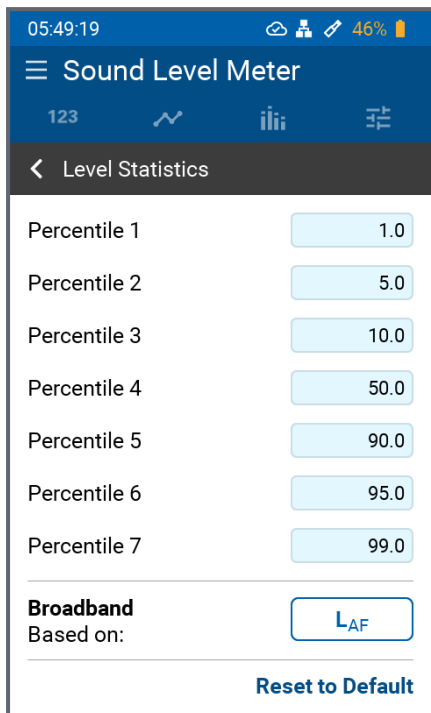 05:49:19 46%
Sound Level Meter
123
Level Statistics
Percentile 1 1.0
Percentile 2 5.0
Percentile 3 10.0
Percentile 4 50.0
Percentile 5 90.0
Percentile 6 95.0
Percentile 7 99.0
Broadband
Based on: LAF
Reset to Default